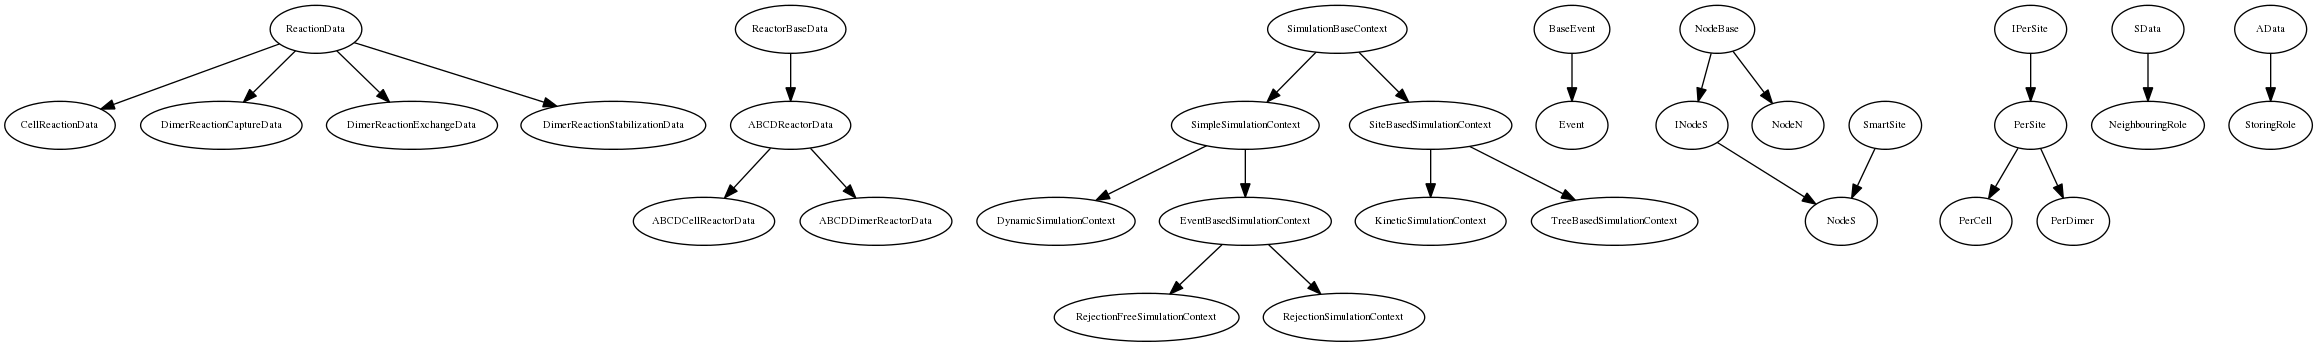 ReactionData
ReactorBaseData
SimulationBaseContext
BaseEvent
NodeBase
IPerSite
SData
AData
CellReactionData
DimerReactionCaptureData
DimerReactionExchangeData
DimerReactionStabilizationData
ABCDReactorData
SimpleSimulationContext
SiteBasedSimulationContext
Event
INodeS
NodeN
SmartSite
PerSite
NeighbouringRole
StoringRole
ABCDCellReactorData
ABCDDimerReactorData
DynamicSimulationContext
EventBasedSimulationContext
KineticSimulationContext
TreeBasedSimulationContext
NodeS
PerCell
PerDimer
RejectionFreeSimulationContext
RejectionSimulationContext